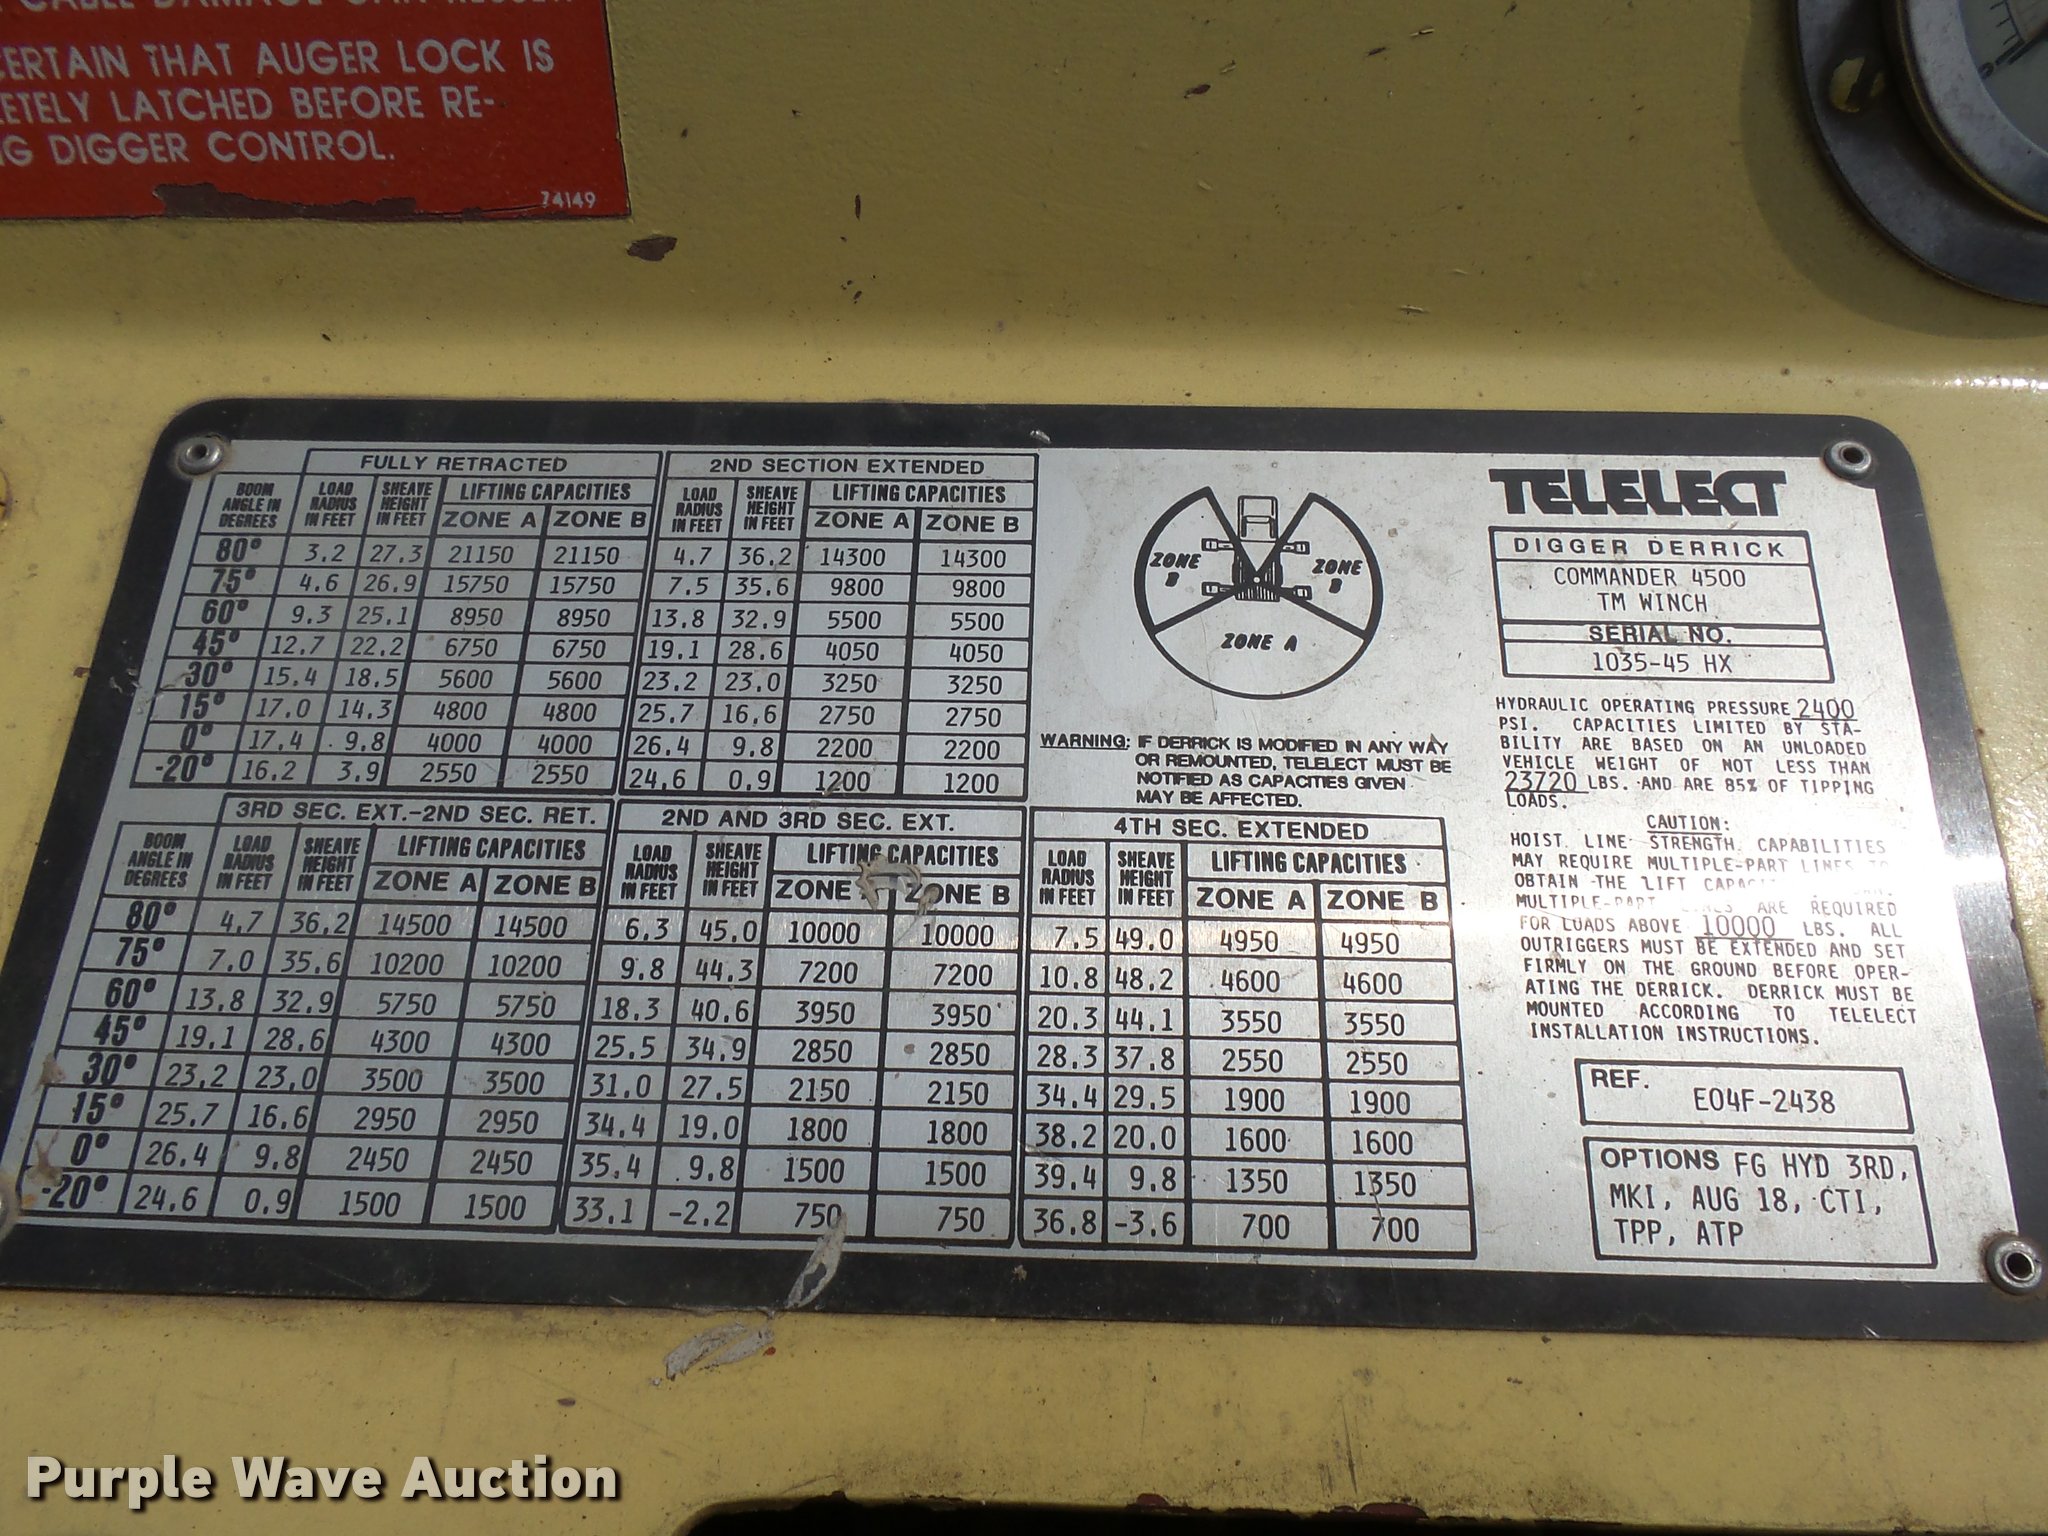 CABLE DAMAGE CAN RESULT
CERTAIN THAT AUGER LOCK IS
LETELY LATCHED BEFORE RE-
NG DIGGER CONTROL.
74149
FULLY RETRACTED 2ND SECTION EXTENDED
BOOM ANGLE IN DEGREES LOAD RADIUS IN FEET SHEAVE HEIGHT IN FEET LIFTING CAPACITIES LOAD RADIUS IN FEET SHEAVE HEIGHT IN FEET LIFTING CAPACITIES
ZONE A ZONE B ZONE A ZONE B
80° 3.2 27.3 21150 21150 4.7 36.2 14300 14300
75° 4.6 26.9 15750 15750 7.5 35.6 9800 9800
60° 9.3 25.1 8950 8950 13.8 32.9 5500 5500
45° 12.7 22.2 6750 6750 19.1 28.6 4050 4050
30° 15.4 18.5 5600 5600 23.2 23.0 3250 3250
15° 17.0 14.3 4800 4800 25.7 16.6 2750 2750
0° 17.4 9.8 4000 4000 26.4 9.8 2200 2200
-20° 16.2 3.9 2550 2550 24.6 0.9 1200 1200
ZONE B
ZONE B
ZONE A
WARNING: IF DERRICK IS MODIFIED IN ANY WAY
OR REMOUNTED, TELELECT MUST BE
NOTIFIED AS CAPACITIES GIVEN
MAY BE AFFECTED.
3RD SEC. EXT.-2ND SEC. RET. 2ND AND 3RD SEC. EXT. 4TH SEC. EXTENDED
BOOM ANGLE IN DEGREES LOAD RADIUS IN FEET SHEAVE HEIGHT IN FEET LIFTING CAPACITIES LOAD RADIUS IN FEET SHEAVE HEIGHT IN FEET LIFTING CAPACITIES LOAD RADIUS IN FEET SHEAVE HEIGHT IN FEET LIFTING CAPACITIES
ZONE A ZONE B ZONE ZONE B ZONE A ZONE B
80° 4.7 36.2 14500 14500 6.3 45.0 10000 10000 7.5 49.0 4950 4950
75° 7.0 35.6 10200 10200 9.8 44.3 7200 7200 10.8 48.2 4600 4600
60° 13.8 32.9 5750 5750 18.3 40.6 3950 3950 20.3 44.1 3550 3550
45° 19.1 28.6 4300 4300 25.5 34.9 2850 2850 28.3 37.8 2550 2550
30° 23.2 23.0 3500 3500 31.0 27.5 2150 2150 34.4 29.5 1900 1900
15° 25.7 16.6 2950 2950 34.4 19.0 1800 1800 38.2 20.0 1600 1600
0° 26.4 9.8 2450 2450 35.4 9.8 1500 1500 39.4 9.8 1350 1350
-20° 24.6 0.9 1500 1500 33.1 -2.2 750 750 36.8 -3.6 700 700
TELELECT
DIGGER DERRICK
COMMANDER 4500
TM WINCH
SERIAL NO.
1035-45 HX
HYDRAULIC OPERATING PRESSURE 2400
PSI. CAPACITIES LIMITED BY STA-
BILITY ARE BASED ON AN UNLOADED
VEHICLE WEIGHT OF NOT LESS THAN
23720 LBS. AND ARE 85% OF TIPPING
LOADS.
CAUTION:
HOIST LINE STRENGTH CAPABILITIES
MAY REQUIRE MULTIPLE-PART LINES TO
OBTAIN THE LIFT
MULTIPLE-PART LINES ARE REQUIRED
FOR LOADS ABOVE 10000 LBS. ALL
OUTRIGGERS MUST BE EXTENDED AND SET
FIRMLY ON THE GROUND BEFORE OPER-
ATING THE DERRICK. DERRICK MUST BE
MOUNTED ACCORDING TO TELELECT
INSTALLATION INSTRUCTIONS.
REF.
E04F-2438
OPTIONS FG HYD 3RD,
MKI, AUG 18, CTI,
TPP, ATP
Purple Wave Auction